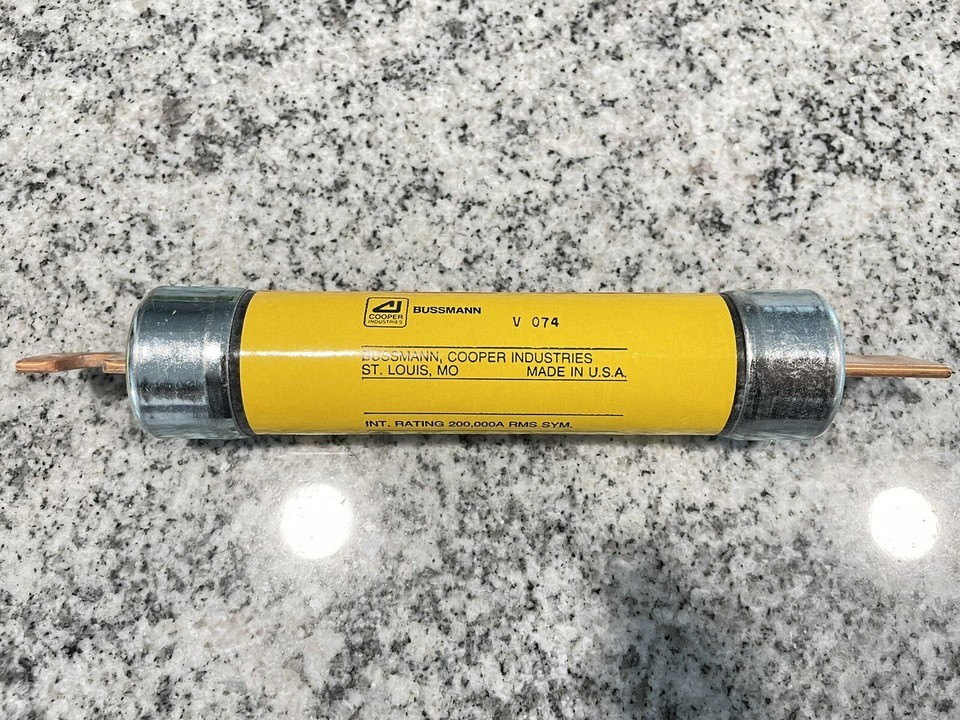 COOPER
INDUSTRIES
BUSSMANN
V 074
BUSSMANN, COOPER INDUSTRIES
ST. LOUIS, MO MADE IN U.S.A.
INT. RATING 200,000A RMS SYM.